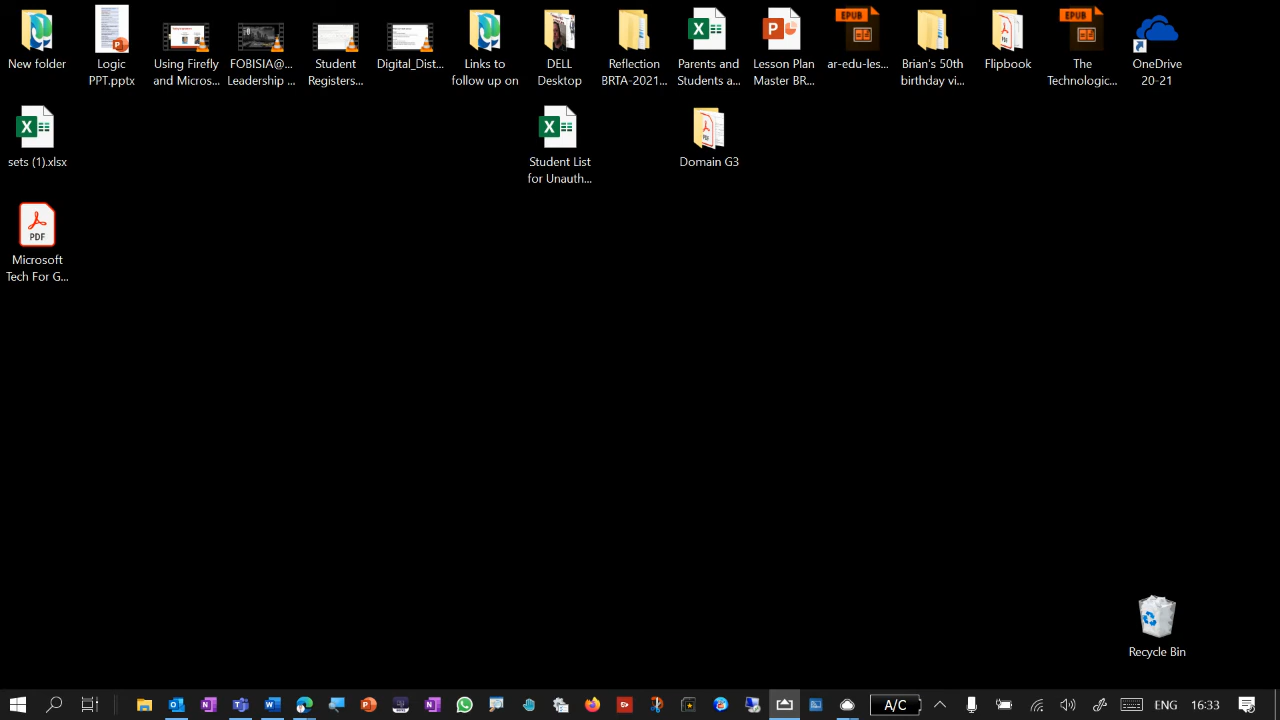 New folder
Logic
PPT.pptx
Using Firefly
and Micros...
FOBISIA@...
Leadership ...
Student
Registers...
Digital_Dist...
Links to
follow up on
DELL
Desktop
Reflection
BRTA-2021...
Parents and
Students a...
Lesson Plan
Master BR...
EPUB
ar-edu-les...
Brian's 50th
birthday vi...
PDF
Flipbook
EPUB
The
Technologic...
OneDrive
20-21
sets (1).xlsx
Student List
for Unauth...
PDF
Domain G3
PDF
Microsoft
Tech For G...
Recycle Bin
A/C
ENG
16:33